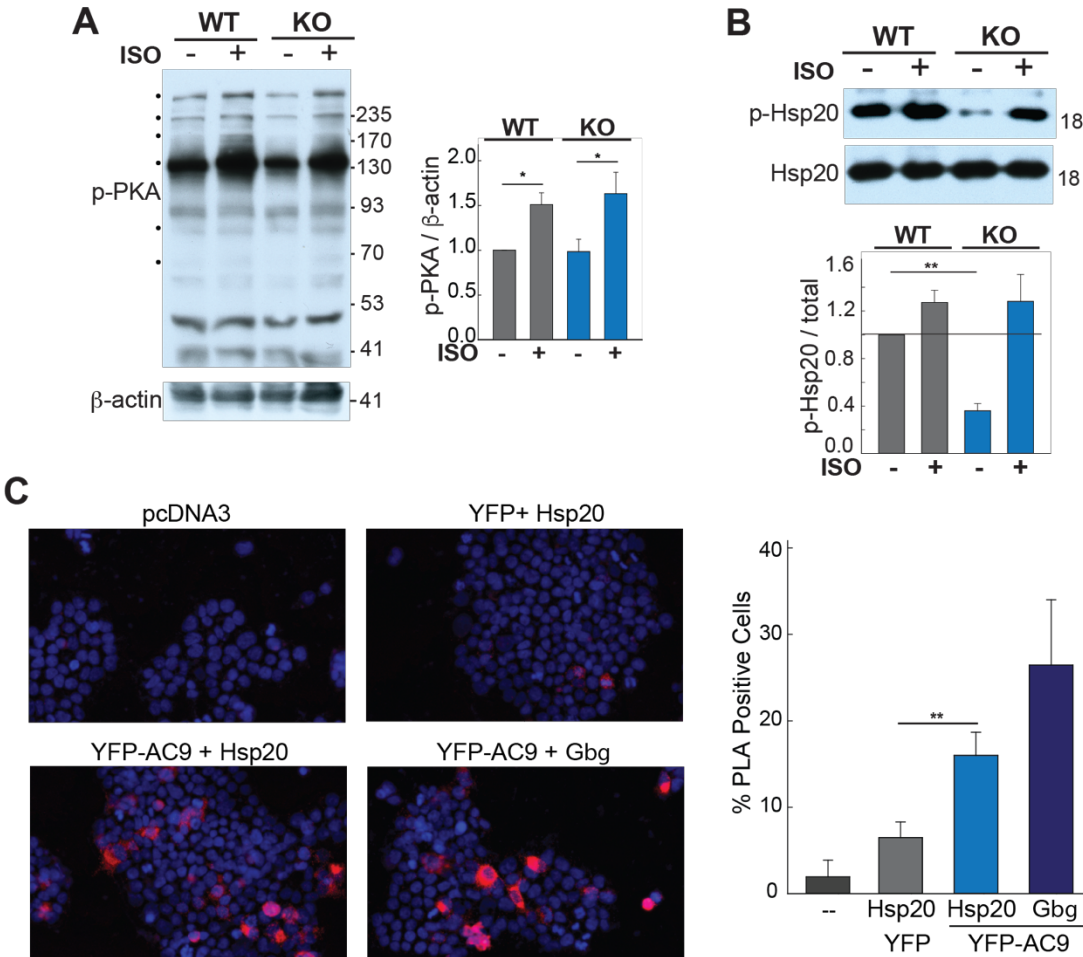 A
WT KO
ISO - + - +
235
170
130
p-PKA
93
70
53
41
β-actin
41
WT KO
* *
2.0
1.5
1.0
0.5
0.0
p-PKA / β-actin
ISO - + - +
B
WT KO
ISO - + - +
p-Hsp20 18
Hsp20 18
WT KO
**
1.6
1.2
0.8
0.4
0.0
p-Hsp20 / total
ISO - + - +
C
pcDNA3
YFP+ Hsp20
YFP-AC9 + Hsp20
YFP-AC9 + Gbg
40
30
20
10
0
% PLA Positive Cells
**
-- Hsp20 Hsp20 Gbg
YFP YFP-AC9